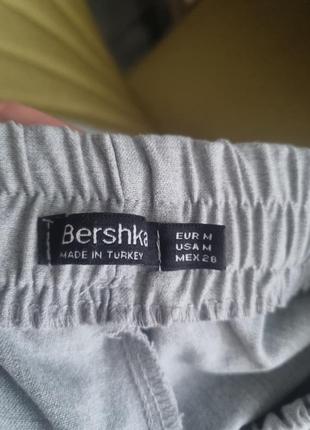 Bershka
MADE IN TURKEY
EUR M
USA M
MEX 28